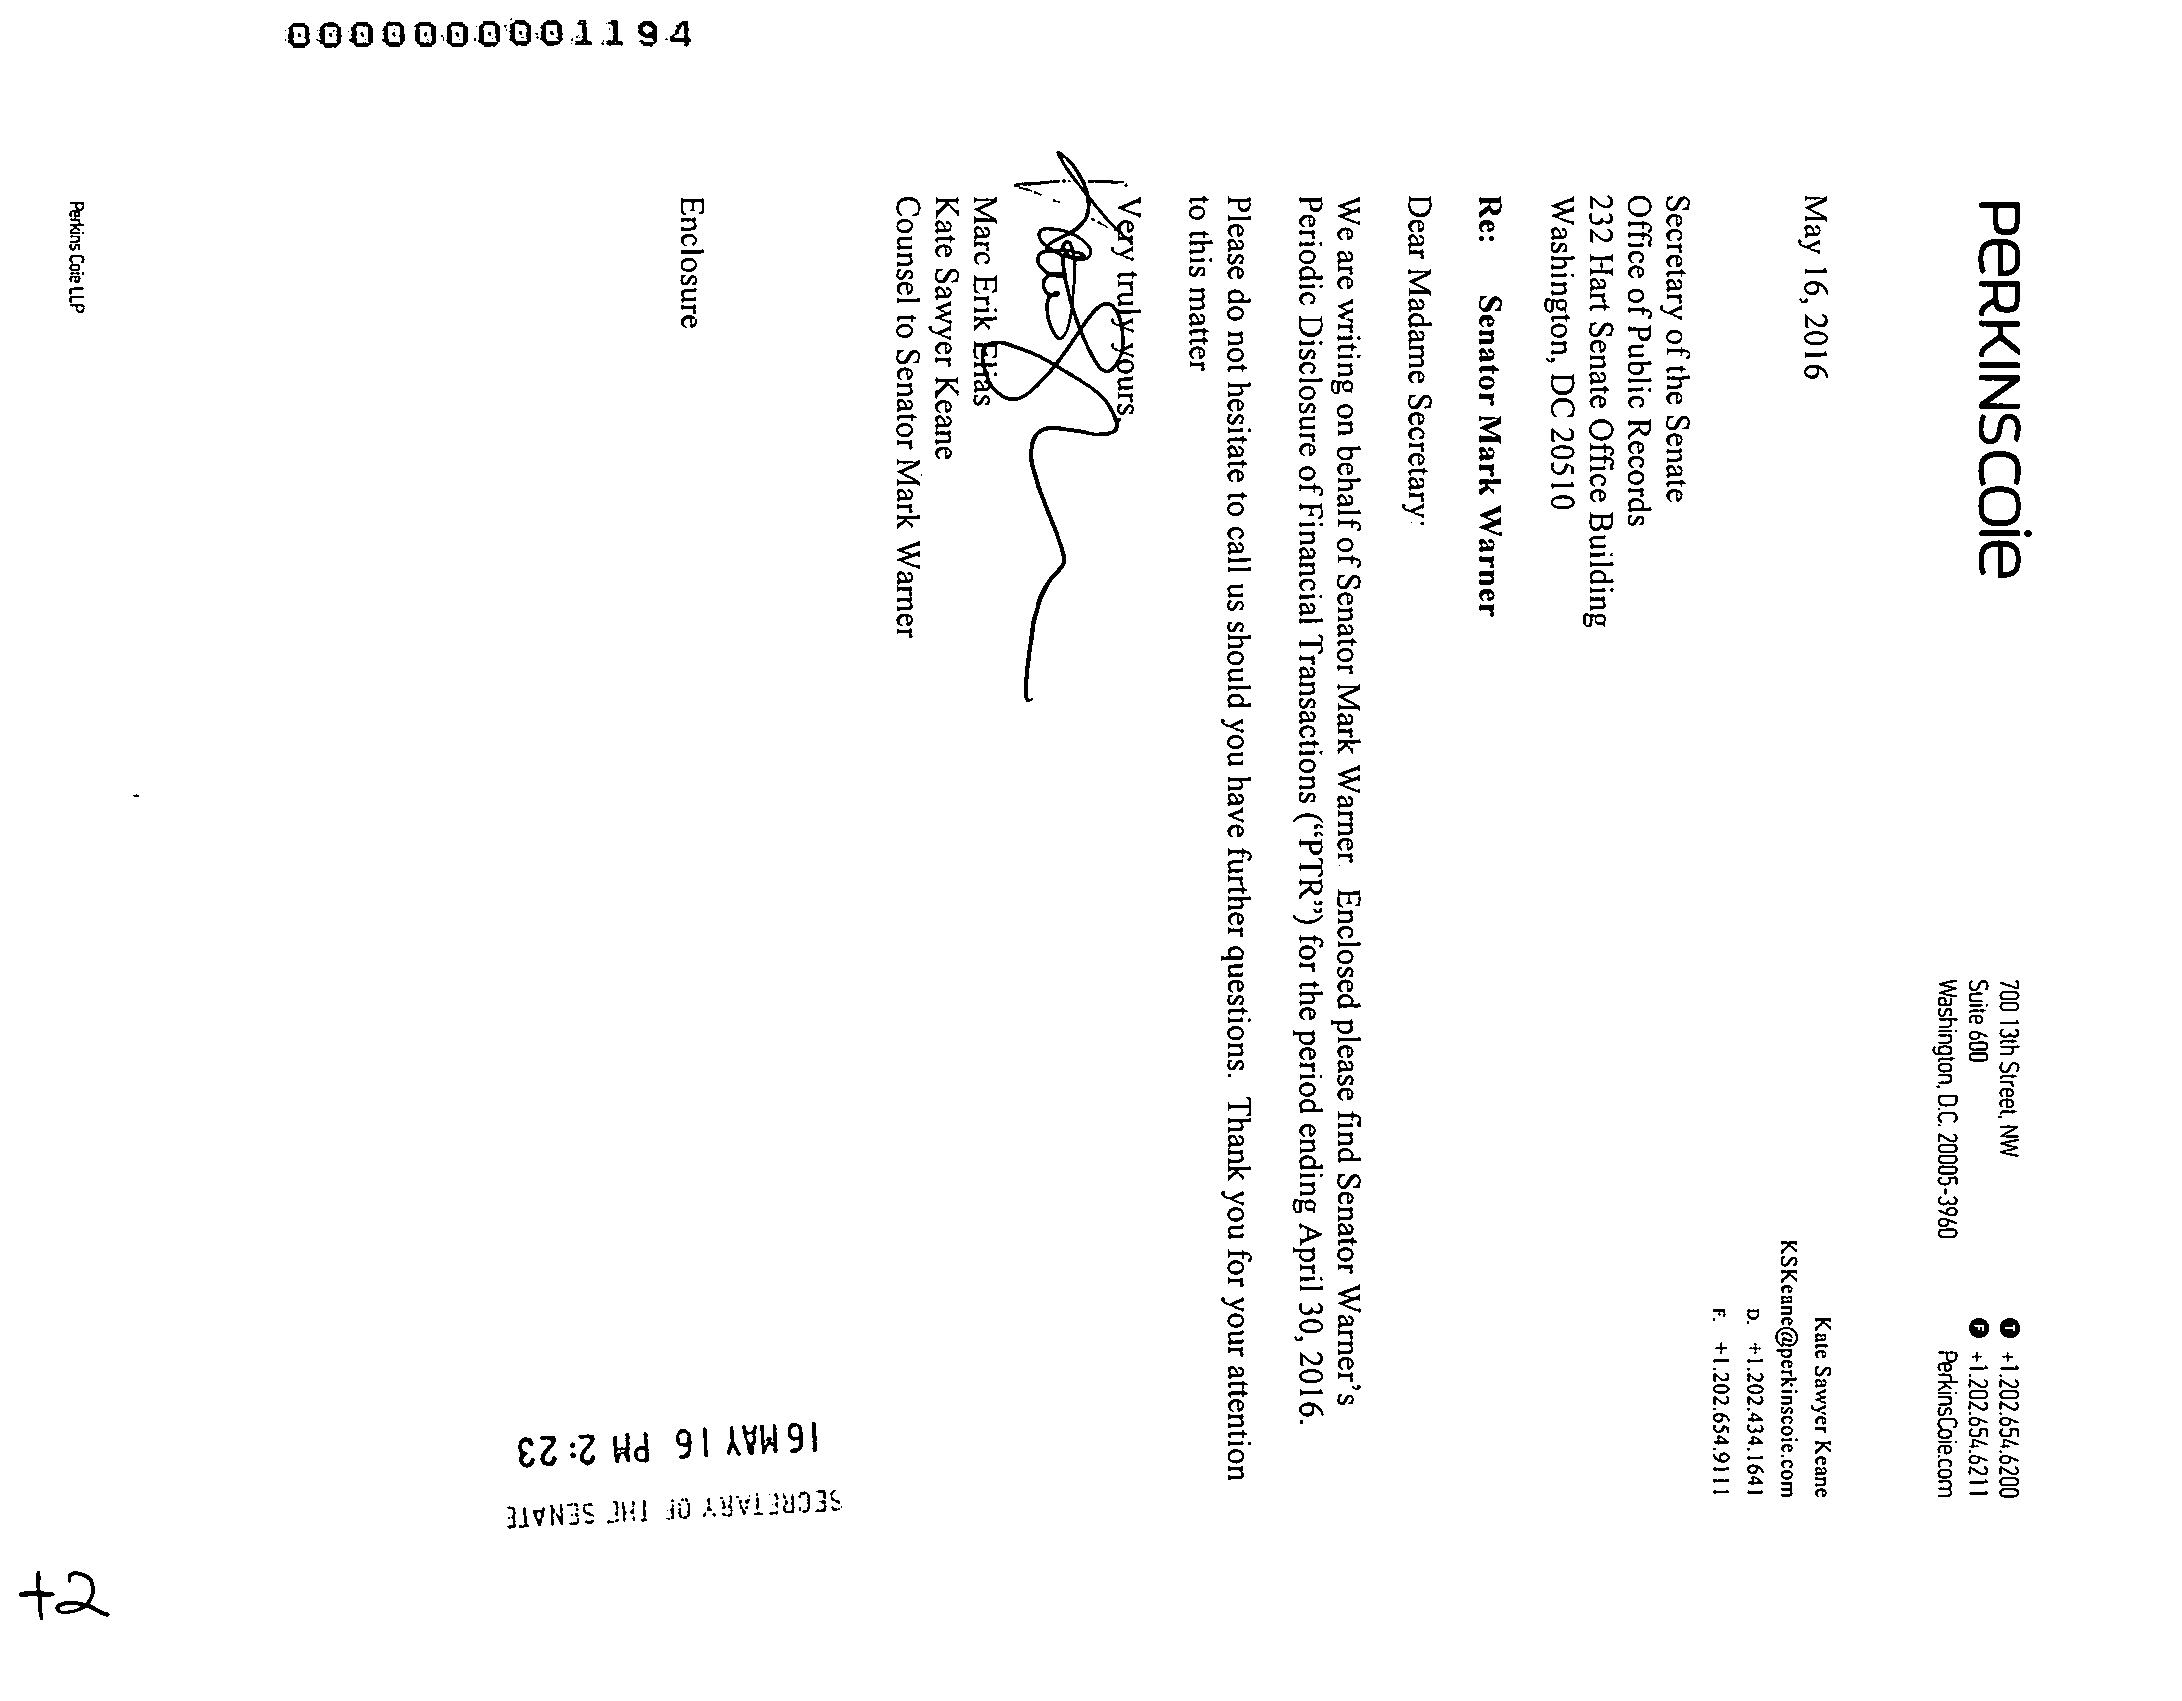 PERKINSCOIE
700 13th Street, NW
Suite 600
Washington, D.C. 20005-3960
T +1.202.654.6200
F +1.202.654.6211
PerkinsCoie.com
May 16, 2016
Kate Sawyer Keane
KSKeane@perkinscoie.com
D. +1.202.434.1641
F. +1.202.654.9111
Secretary of the Senate
Office of Public Records
232 Hart Senate Office Building
Washington, DC 20510
Re: Senator Mark Warner
Dear Madame Secretary:
We are writing on behalf of Senator Mark Warner. Enclosed please find Senator Warner's
Periodic Disclosure of Financial Transactions (“PTR”) for the period ending April 30, 2016.
Please do not hesitate to call us should you have further questions. Thank you for your attention
to this matter
Very truly yours,
Marc Erik Elias
Kate Sawyer Keane
Counsel to Senator Mark Warner
Enclosure
SECRETARY OF THE SENATE
16 MAY 16 PM 2:23
Perkins Coie LLP
+2
0000000001194